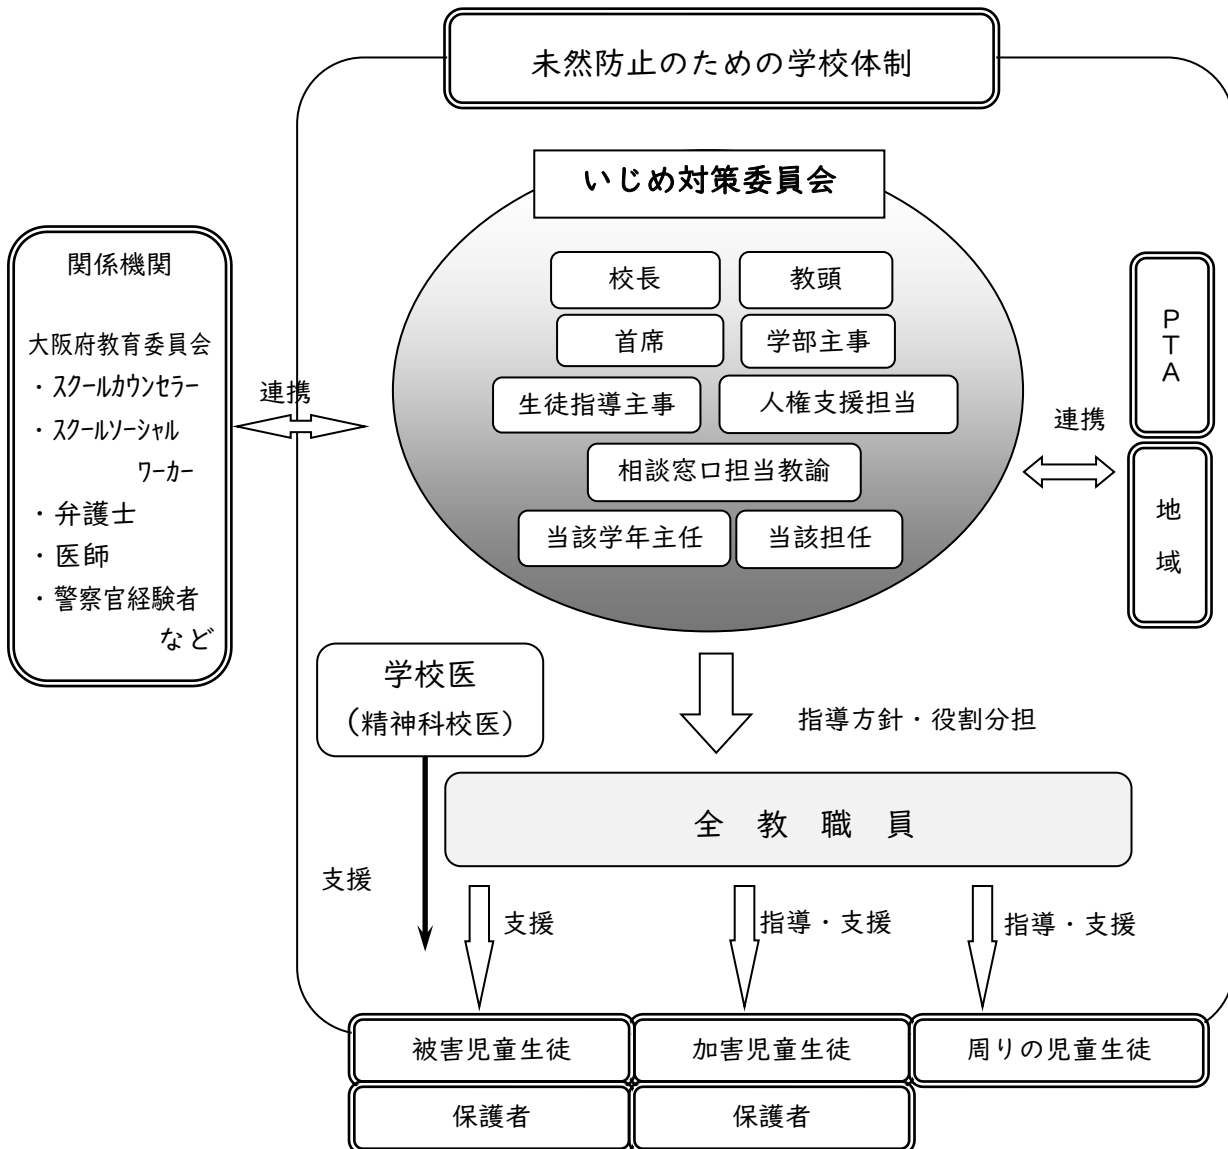 未然防止のための学校体制
いじめ対策委員会
校長
教頭
首席
学部主事
生徒指導主事
人権支援担当
相談窓口担当教諭
当該学年主任
当該担任
関係機関
大阪府教育委員会
・スクールカウンセラー
・スクールソーシャル
ワーカー
・弁護士
・医師
・警察官経験者
など
連携
連携
PTA
地域
学校医
(精神科校医)
指導方針・役割分担
全 教 職 員
支援
支援
指導・支援
指導・支援
被害児童生徒
加害児童生徒
周りの児童生徒
保護者
保護者